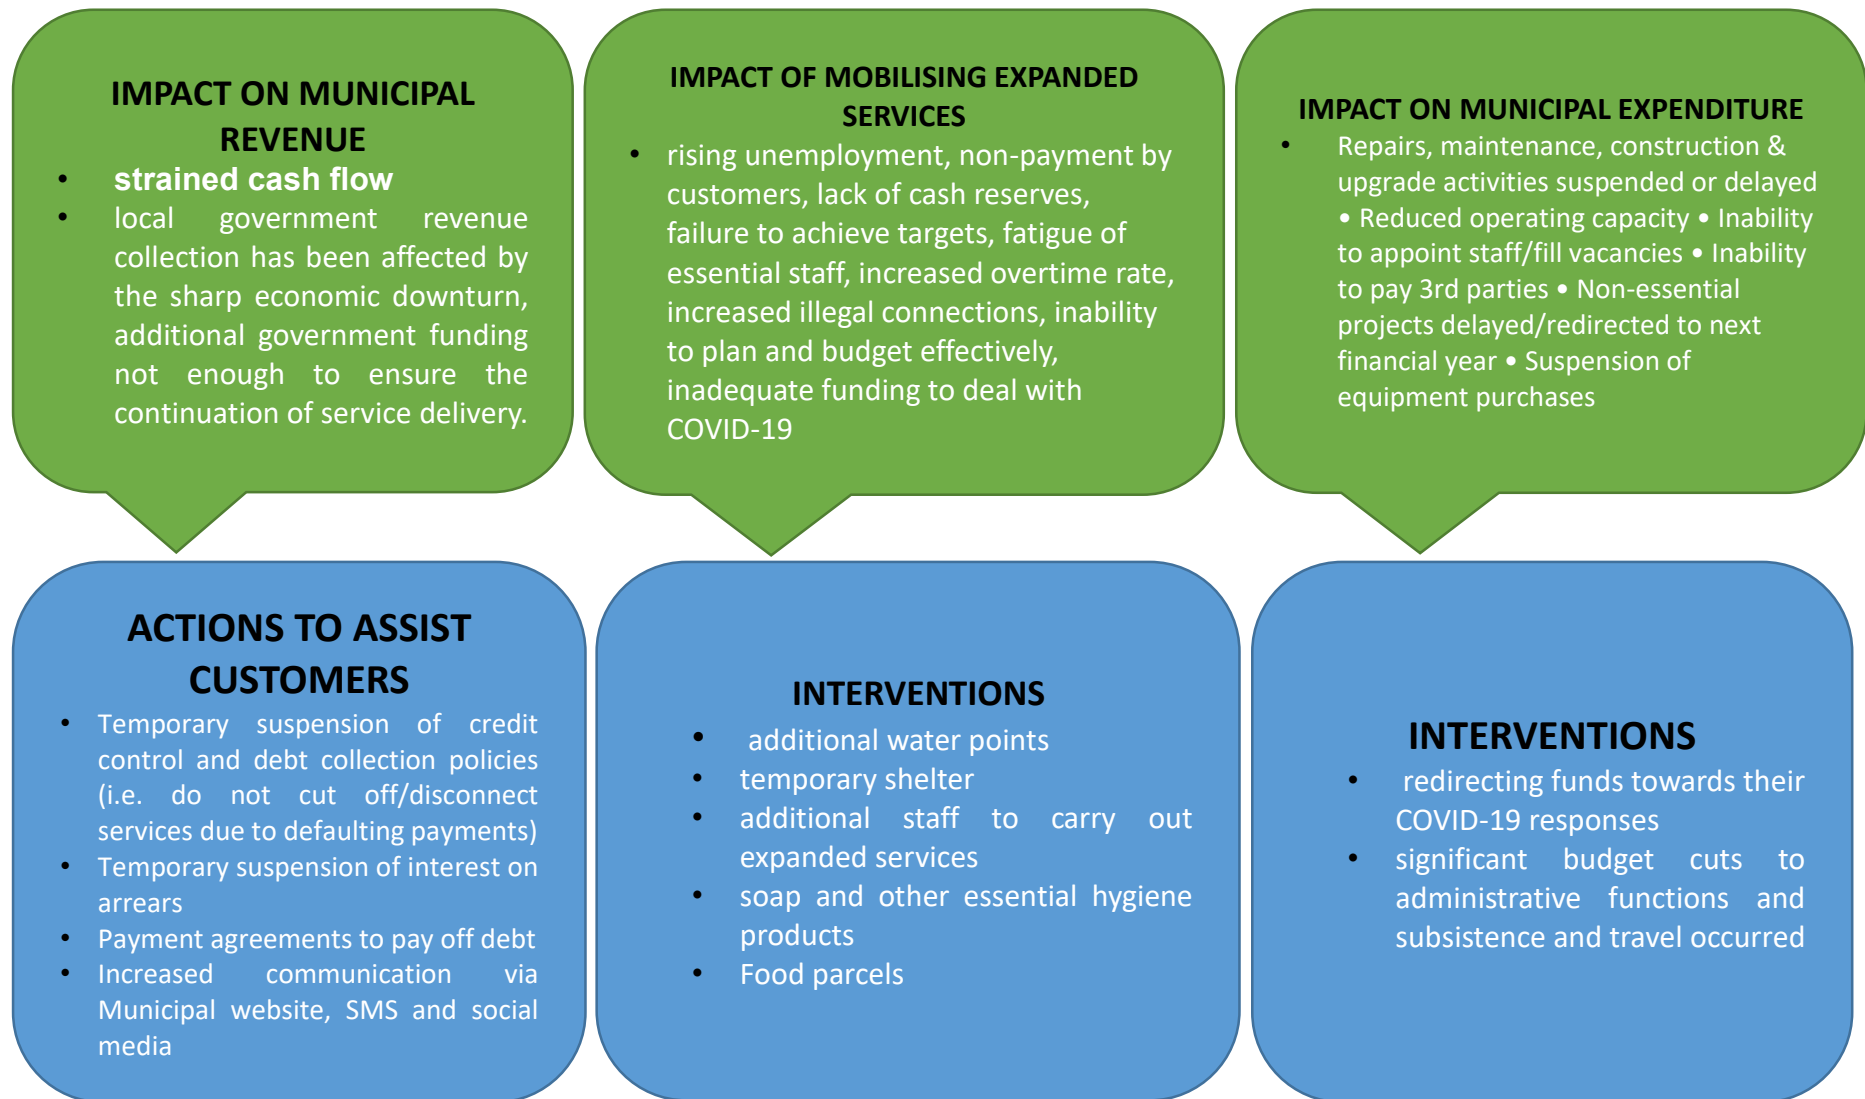 IMPACT ON MUNICIPAL
REVENUE
• strained cash flow
• local government revenue
collection has been affected by
the sharp economic downturn,
additional government funding
not enough to ensure the
continuation of service delivery.
IMPACT OF MOBILISING EXPANDED
SERVICES
• rising unemployment, non-payment by
customers, lack of cash reserves,
failure to achieve targets, fatigue of
essential staff, increased overtime rate,
increased illegal connections, inability
to plan and budget effectively,
inadequate funding to deal with
COVID-19
IMPACT ON MUNICIPAL EXPENDITURE
• Repairs, maintenance, construction &
upgrade activities suspended or delayed
• Reduced operating capacity • Inability
to appoint staff/fill vacancies • Inability
to pay 3rd parties • Non-essential
projects delayed/redirected to next
financial year • Suspension of
equipment purchases
ACTIONS TO ASSIST
CUSTOMERS
• Temporary suspension of credit
control and debt collection policies
(i.e. do not cut off/disconnect
services due to defaulting payments)
• Temporary suspension of interest on
arrears
• Payment agreements to pay off debt
• Increased communication via
Municipal website, SMS and social
media
INTERVENTIONS
• additional water points
• temporary shelter
• additional staff to carry out
expanded services
• soap and other essential hygiene
products
• Food parcels
INTERVENTIONS
• redirecting funds towards their
COVID-19 responses
• significant budget cuts to
administrative functions and
subsistence and travel occurred